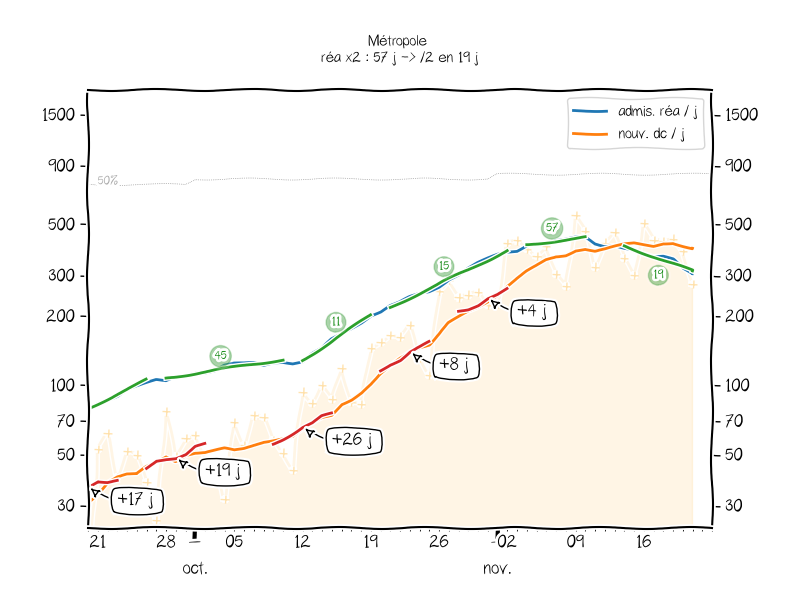 Métropole
réa x2 : 57 j -> /2 en 19 j
admis. réa / j
nouv. dc / j
1500
1500
900
900
50%
500
500
57
300
300
15
19
200
200
11
+4 j
45
+8 j
100
100
70
70
+26 j
50
50
+19 j
+17 j
30
30
21 28 05 12 19 26 02 09 16
oct. nov.